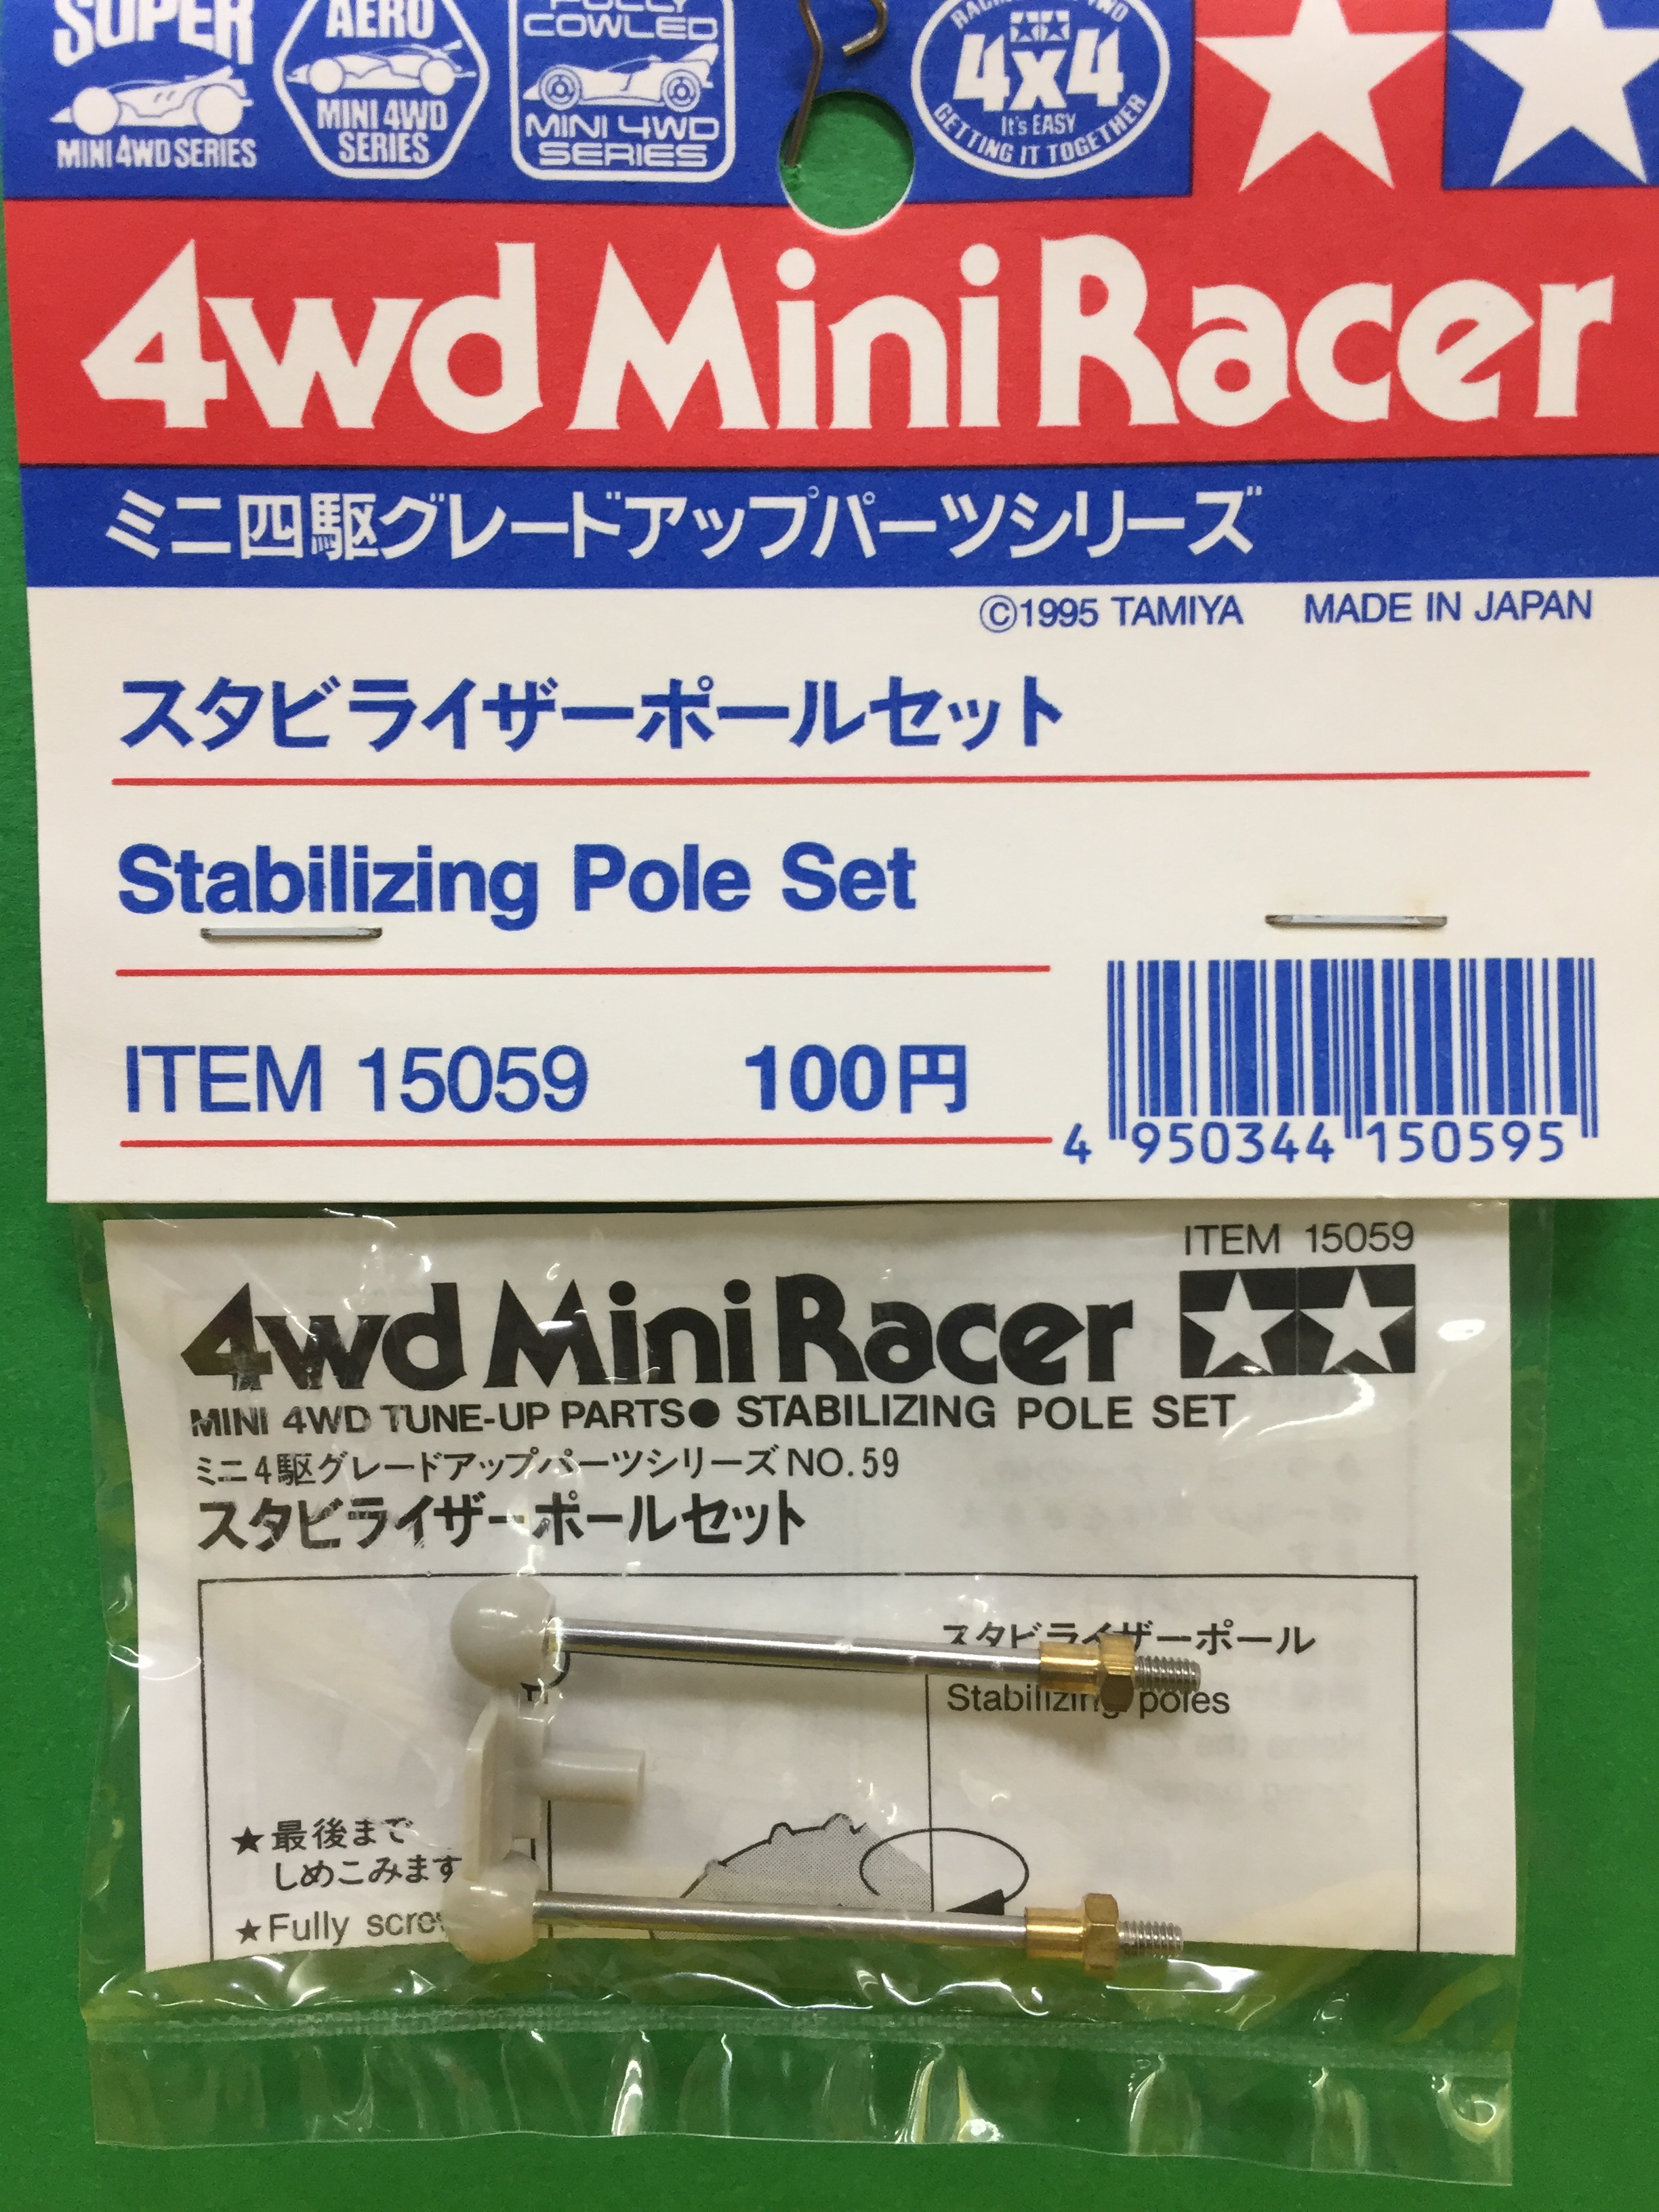 SUPER
MINI 4WD SERIES
AERO
MINI 4WD
SERIES
FULLY
COWLED
MINI 4WD
SERIES
4x4
It's EASY
GETTING IT TOGETHER
4wd Mini Racer
ミニ四駆グレードアップパーツシリーズ
©1995 TAMIYA MADE IN JAPAN
スタビライザーポールセット
Stabilizing Pole Set
ITEM 15059 100円
4 950344 150595
ITEM 15059
4wd Mini Racer
MINI 4WD TUNE-UP PARTS● STABILIZING POLE SET
ミニ4駆グレードアップパーツシリーズNO.59
スタビライザーポールセット
スタビライザーポール
Stabilizing poles
★最後まで
しめこみます
★Fully